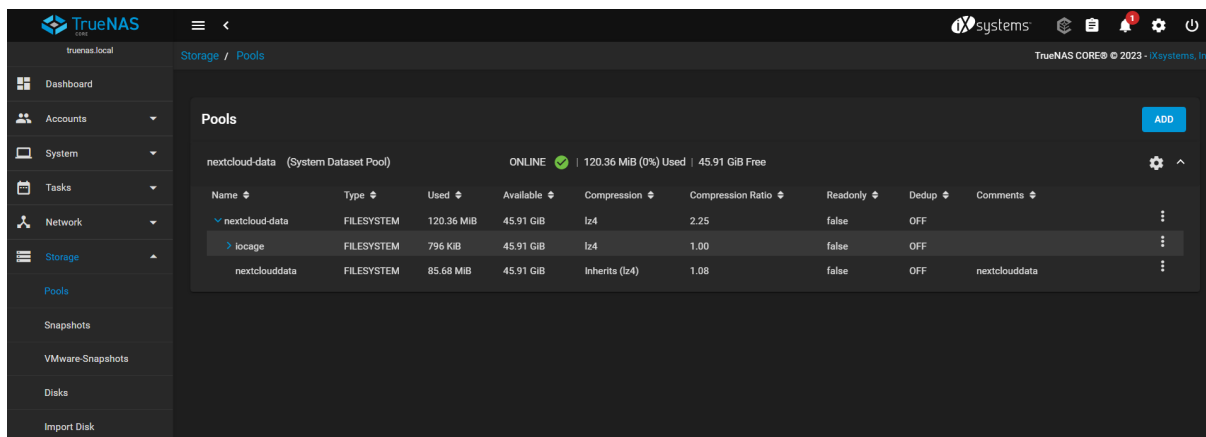 TrueNAS
CORE
iXsystems
1
truenas.local
Storage / Pools
TrueNAS CORE® © 2023 - iXsystems, In
Dashboard
Accounts
System
Tasks
Network
Storage
Pools
Snapshots
VMware-Snapshots
Disks
Import Disk
Pools
ADD
nextcloud-data (System Dataset Pool) ONLINE | 120.36 MiB (0%) Used | 45.91 GiB Free
Name Type Used Available Compression Compression Ratio Readonly Dedup Comments
nextcloud-data FILESYSTEM 120.36 MiB 45.91 GiB lz4 2.25 false OFF
iocage FILESYSTEM 796 KiB 45.91 GiB lz4 1.00 false OFF
nextclouddata FILESYSTEM 85.68 MiB 45.91 GiB Inherits (lz4) 1.08 false OFF nextclouddata